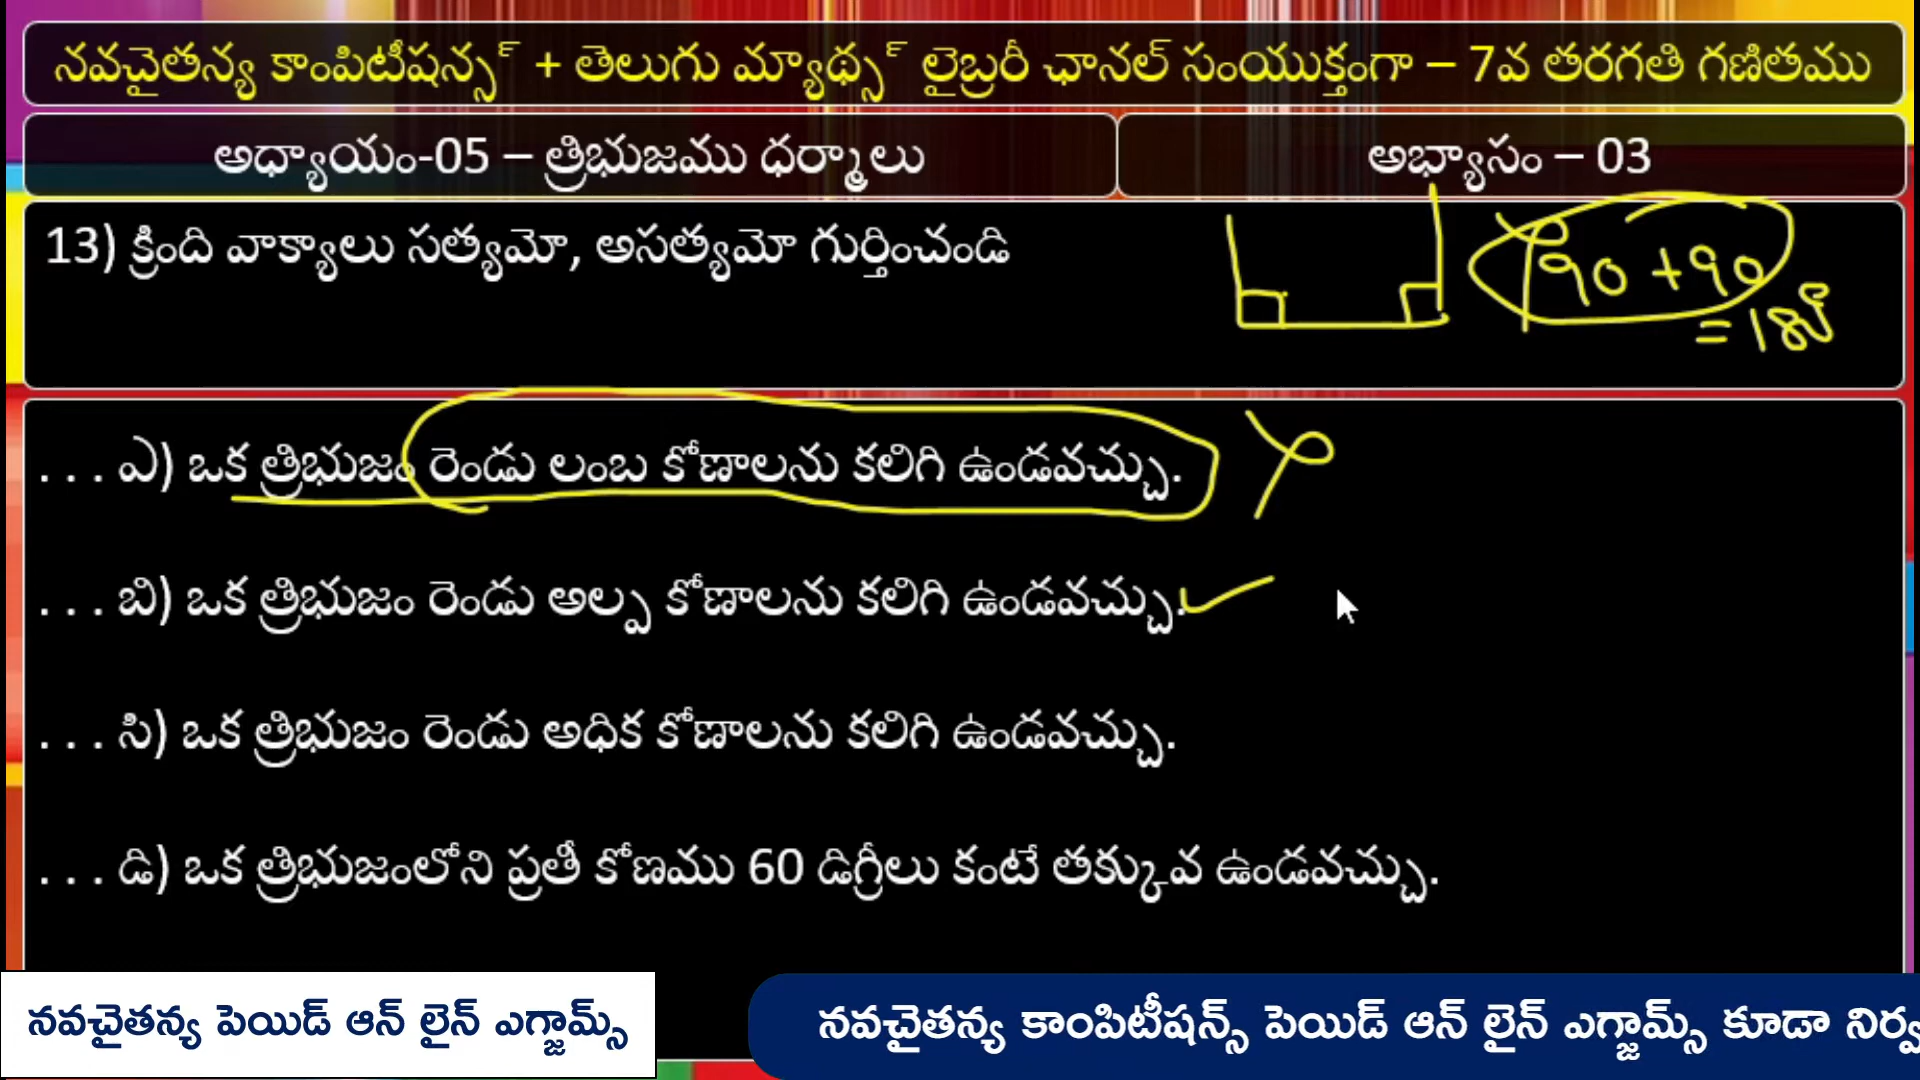 నవచైతన్య కాంపిటీషన్స్ + తెలుగు మ్యాథ్స్ లైబ్రరీ ఛానల్ సంయుక్తంగా – 7వ తరగతి గణితము
అధ్యాయం-05 – త్రిభుజము ధర్మాలు
అభ్యాసం – 03
13) క్రింది వాక్యాలు సత్యమో, అసత్యమో గుర్తించండి
90 + 90
= 180°
. . . ఎ) ఒక త్రిభుజం రెండు లంబ కోణాలను కలిగి ఉండవచ్చు.
. . . బి) ఒక త్రిభుజం రెండు అల్ప కోణాలను కలిగి ఉండవచ్చు.
. . . సి) ఒక త్రిభుజం రెండు అధిక కోణాలను కలిగి ఉండవచ్చు.
. . . డి) ఒక త్రిభుజంలోని ప్రతీ కోణము 60 డిగ్రీలు కంటే తక్కువ ఉండవచ్చు.
నవచైతన్య పెయిడ్ ఆన్ లైన్ ఎగ్జామ్స్
నవచైతన్య కాంపిటీషన్స్ పెయిడ్ ఆన్ లైన్ ఎగ్జామ్స్ కూడా